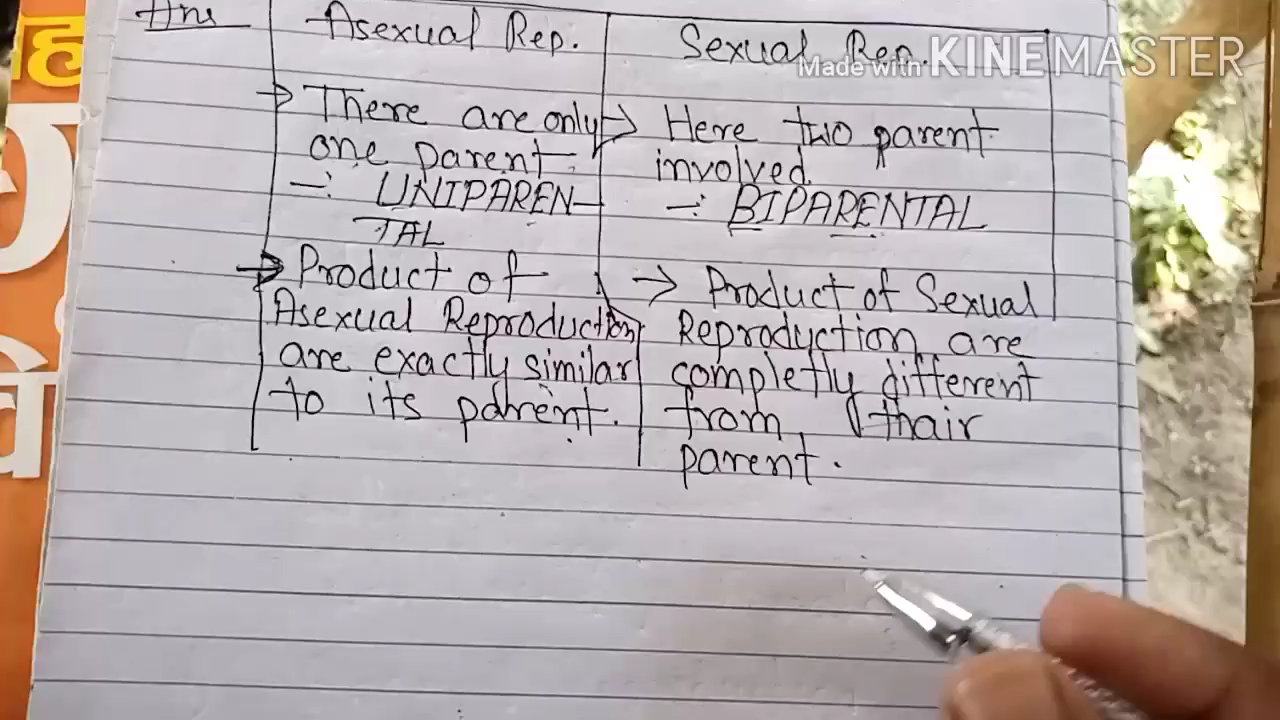 Ans
Asexual Rep.
Sexual Rep.
Made with KINEMASTER
→ There are only
one parent.
-: UNIPAREN-
TAL
→ Product of
Asexual Reproduction
are exactly similar
to its parent.
→ Here two parent
involved.
-: BIPARENTAL
→ Product of Sexual
Reproduction are
completly different
from thair
parent.